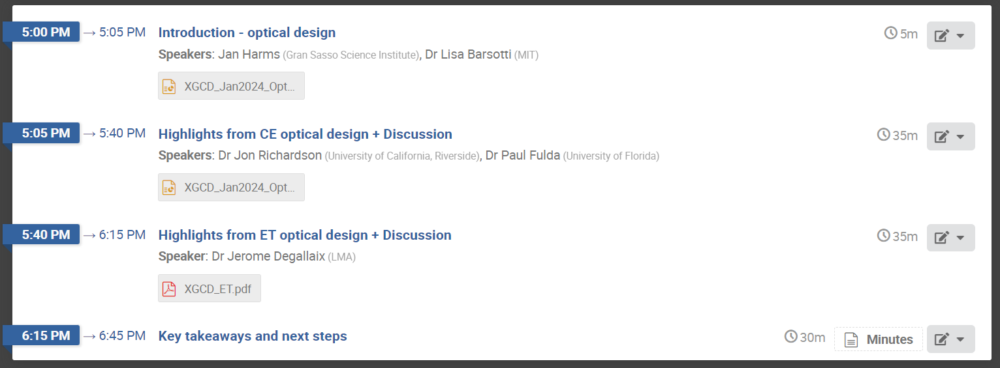 5:00 PM → 5:05 PM Introduction - optical design 5m
Speakers: Jan Harms (Gran Sasso Science Institute), Dr Lisa Barsotti (MIT)
XGCD_Jan2024_Opt...
5:05 PM → 5:40 PM Highlights from CE optical design + Discussion 35m
Speakers: Dr Jon Richardson (University of California, Riverside), Dr Paul Fulda (University of Florida)
XGCD_Jan2024_Opt...
5:40 PM → 6:15 PM Highlights from ET optical design + Discussion 35m
Speaker: Dr Jerome Degallaix (LMA)
XGCD_ET.pdf
6:15 PM → 6:45 PM Key takeaways and next steps 30m Minutes